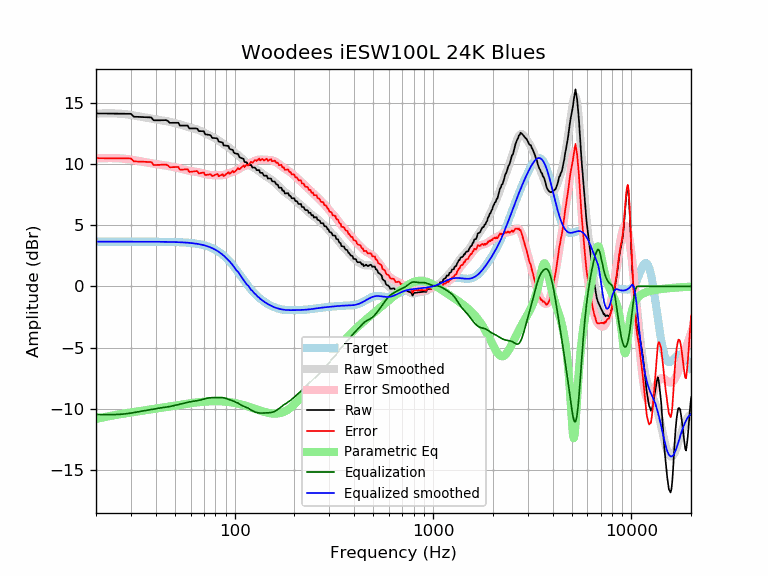 Woodees iESW100L 24K Blues
Amplitude (dBr)
15
10
5
0
−5
−10
−15
Target
Raw Smoothed
Error Smoothed
Raw
Error
Parametric Eq
Equalization
Equalized smoothed
100
1000
10000
Frequency (Hz)